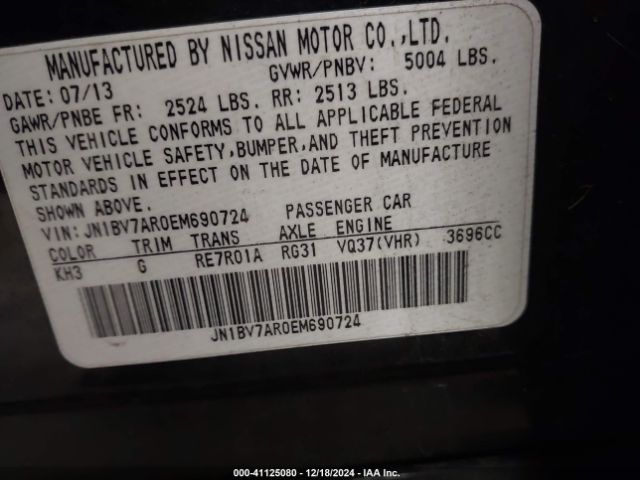 MANUFACTURED BY NISSAN MOTOR CO.,LTD.
DATE: 07/13 GVWR/PNBV: 5004 LBS.
GAWR/PNBE FR: 2524 LBS. RR: 2513 LBS.
THIS VEHICLE CONFORMS TO ALL APPLICABLE FEDERAL
MOTOR VEHICLE SAFETY,BUMPER,AND THEFT PREVENTION
STANDARDS IN EFFECT ON THE DATE OF MANUFACTURE
SHOWN ABOVE.
VIN: JN1BV7AR0EM690724 PASSENGER CAR
COLOR TRIM TRANS AXLE ENGINE
KH3 G RE7R01A RG31 VQ37(VHR) 3696CC
JN1BV7AR0EM690724
000-41125080 - 12/18/2024 - IAA Inc.